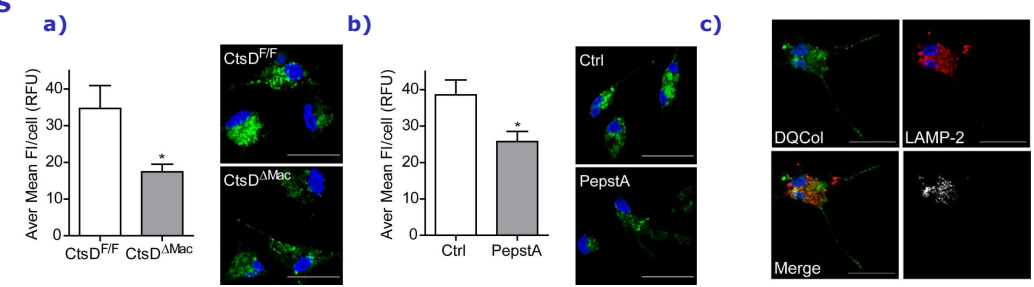 s
a)
b)
c)
Aver Mean FI/cell (RFU)
40
30
20
10
0
*
CtsD^F/F CtsD^ΔMac
CtsD^F/F
CtsD^ΔMac
Aver Mean FI/cell (RFU)
40
30
20
10
0
*
Ctrl PepstA
Ctrl
PepstA
DQCol
LAMP-2
Merge